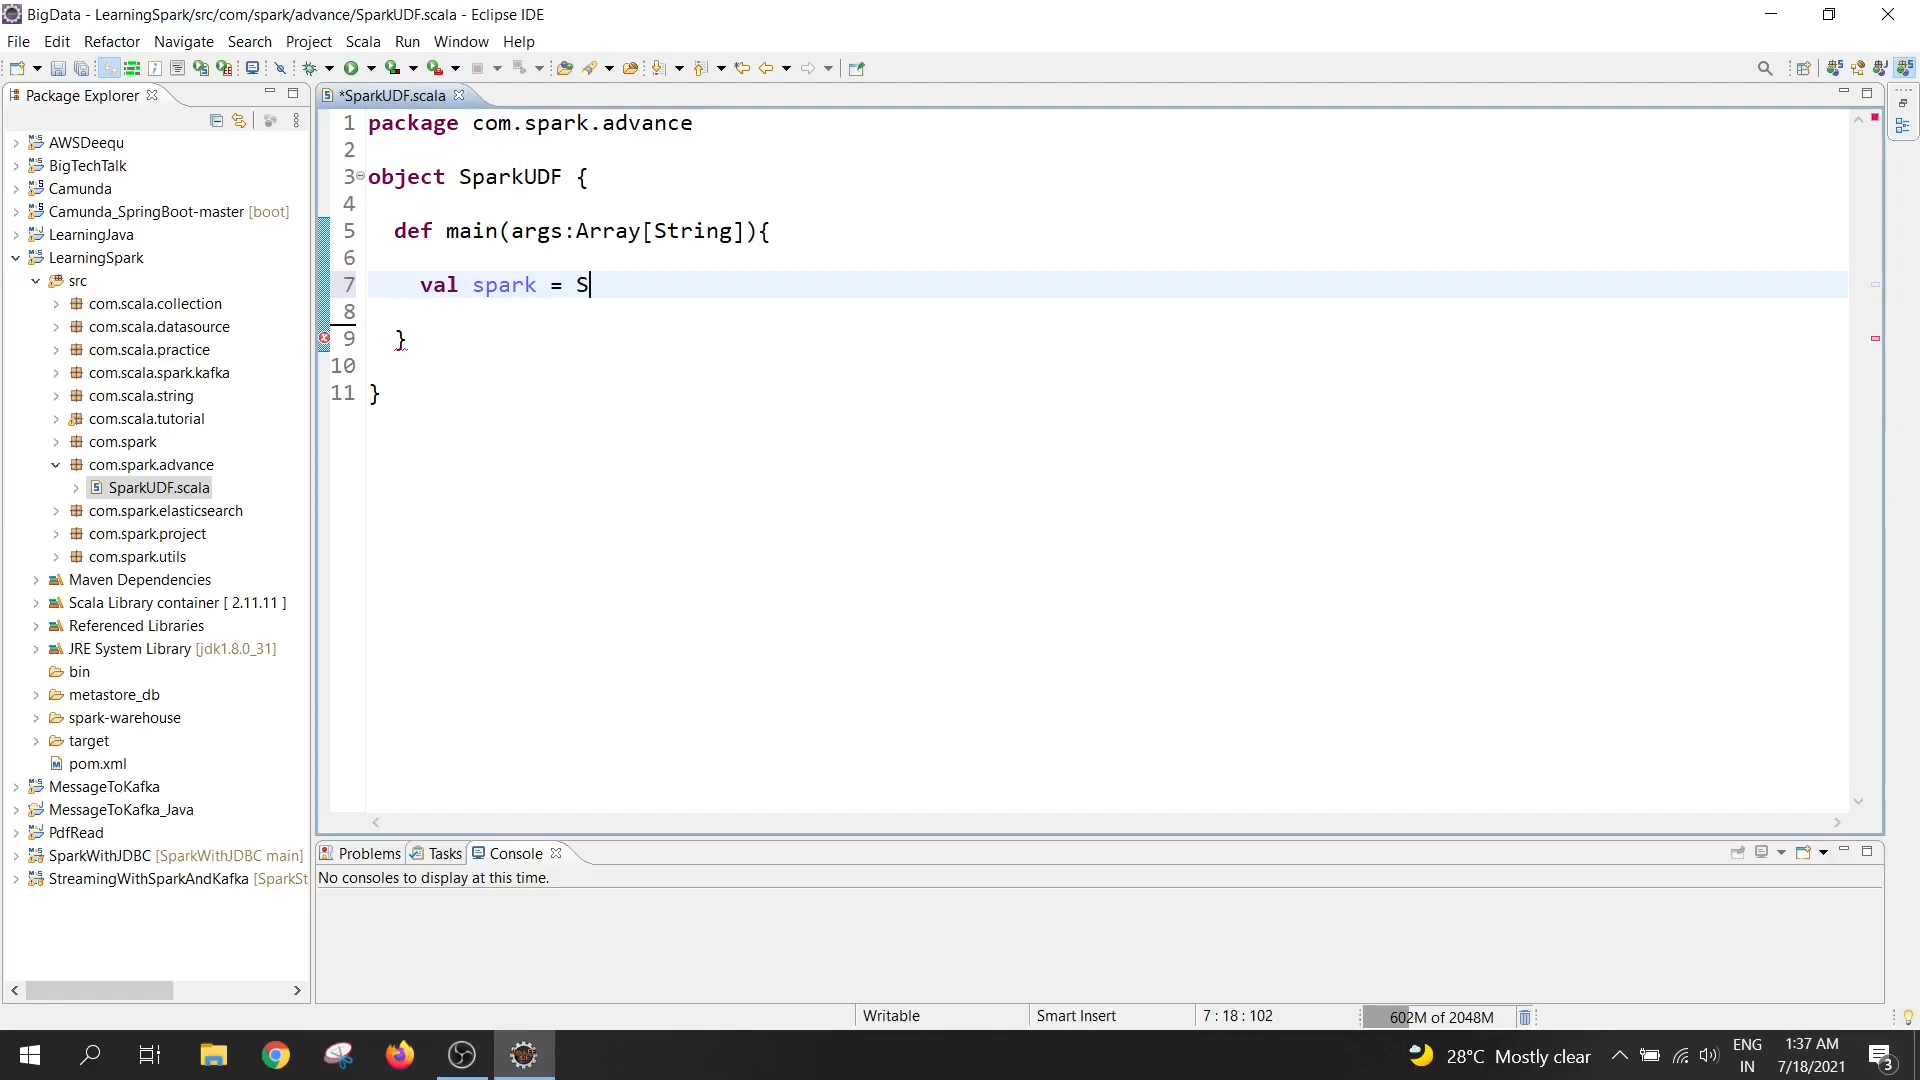 BigData - LearningSpark/src/com/spark/advance/SparkUDF.scala - Eclipse IDE
File Edit Refactor Navigate Search Project Scala Run Window Help
Package Explorer
*SparkUDF.scala
AWSDeequ
BigTechTalk
Camunda
Camunda_SpringBoot-master [boot]
LearningJava
LearningSpark
src
com.scala.collection
com.scala.datasource
com.scala.practice
com.scala.spark.kafka
com.scala.string
com.scala.tutorial
com.spark
com.spark.advance
SparkUDF.scala
com.spark.elasticsearch
com.spark.project
com.spark.utils
Maven Dependencies
Scala Library container [ 2.11.11 ]
Referenced Libraries
JRE System Library [jdk1.8.0_31]
bin
metastore_db
spark-warehouse
target
pom.xml
MessageToKafka
MessageToKafka_Java
PdfRead
SparkWithJDBC [SparkWithJDBC main]
StreamingWithSparkAndKafka [SparkSt
1 package com.spark.advance
2
3 object SparkUDF {
4
5 def main(args:Array[String]){
6
7 val spark = S
8
9 }
10
11 }
Problems Tasks Console
No consoles to display at this time.
Writable Smart Insert 7 : 18 : 102 602M of 2048M
28°C Mostly clear
ENG
IN
1:37 AM
7/18/2021
3